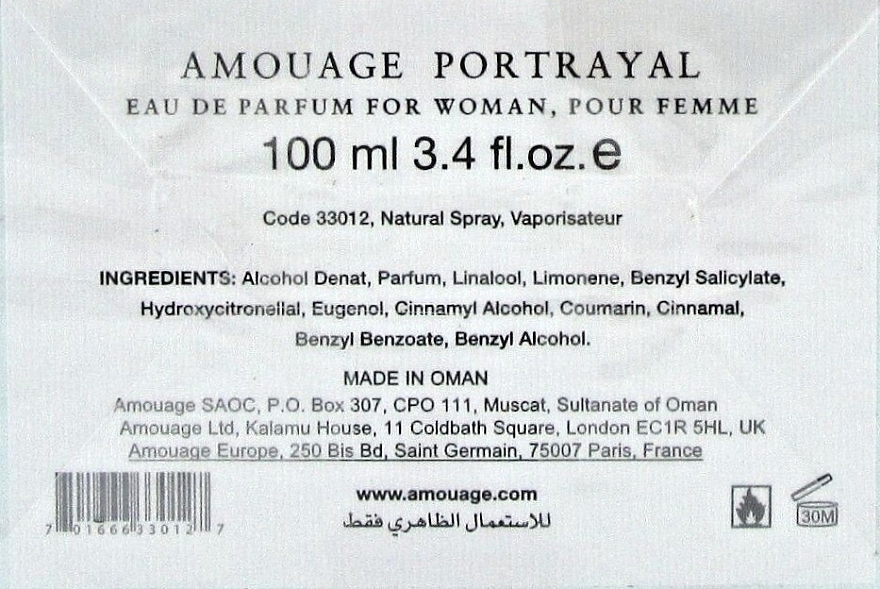 AMOUAGE PORTRAYAL
EAU DE PARFUM FOR WOMAN, POUR FEMME
100 ml 3.4 fl.oz. e
Code 33012, Natural Spray, Vaporisateur
INGREDIENTS: Alcohol Denat, Parfum, Linalool, Limonene, Benzyl Salicylate,
Hydroxycitronellal, Eugenol, Cinnamyl Alcohol, Coumarin, Cinnamal,
Benzyl Benzoate, Benzyl Alcohol.
MADE IN OMAN
Amouage SAOC, P.O. Box 307, CPO 111, Muscat, Sultanate of Oman
Amouage Ltd, Kalamu House, 11 Coldbath Square, London EC1R 5HL, UK
Amouage Europe, 250 Bis Bd, Saint Germain, 75007 Paris, France
www.amouage.com
للاستعمال الظاهري فقط
7 01666 33012 7
30M